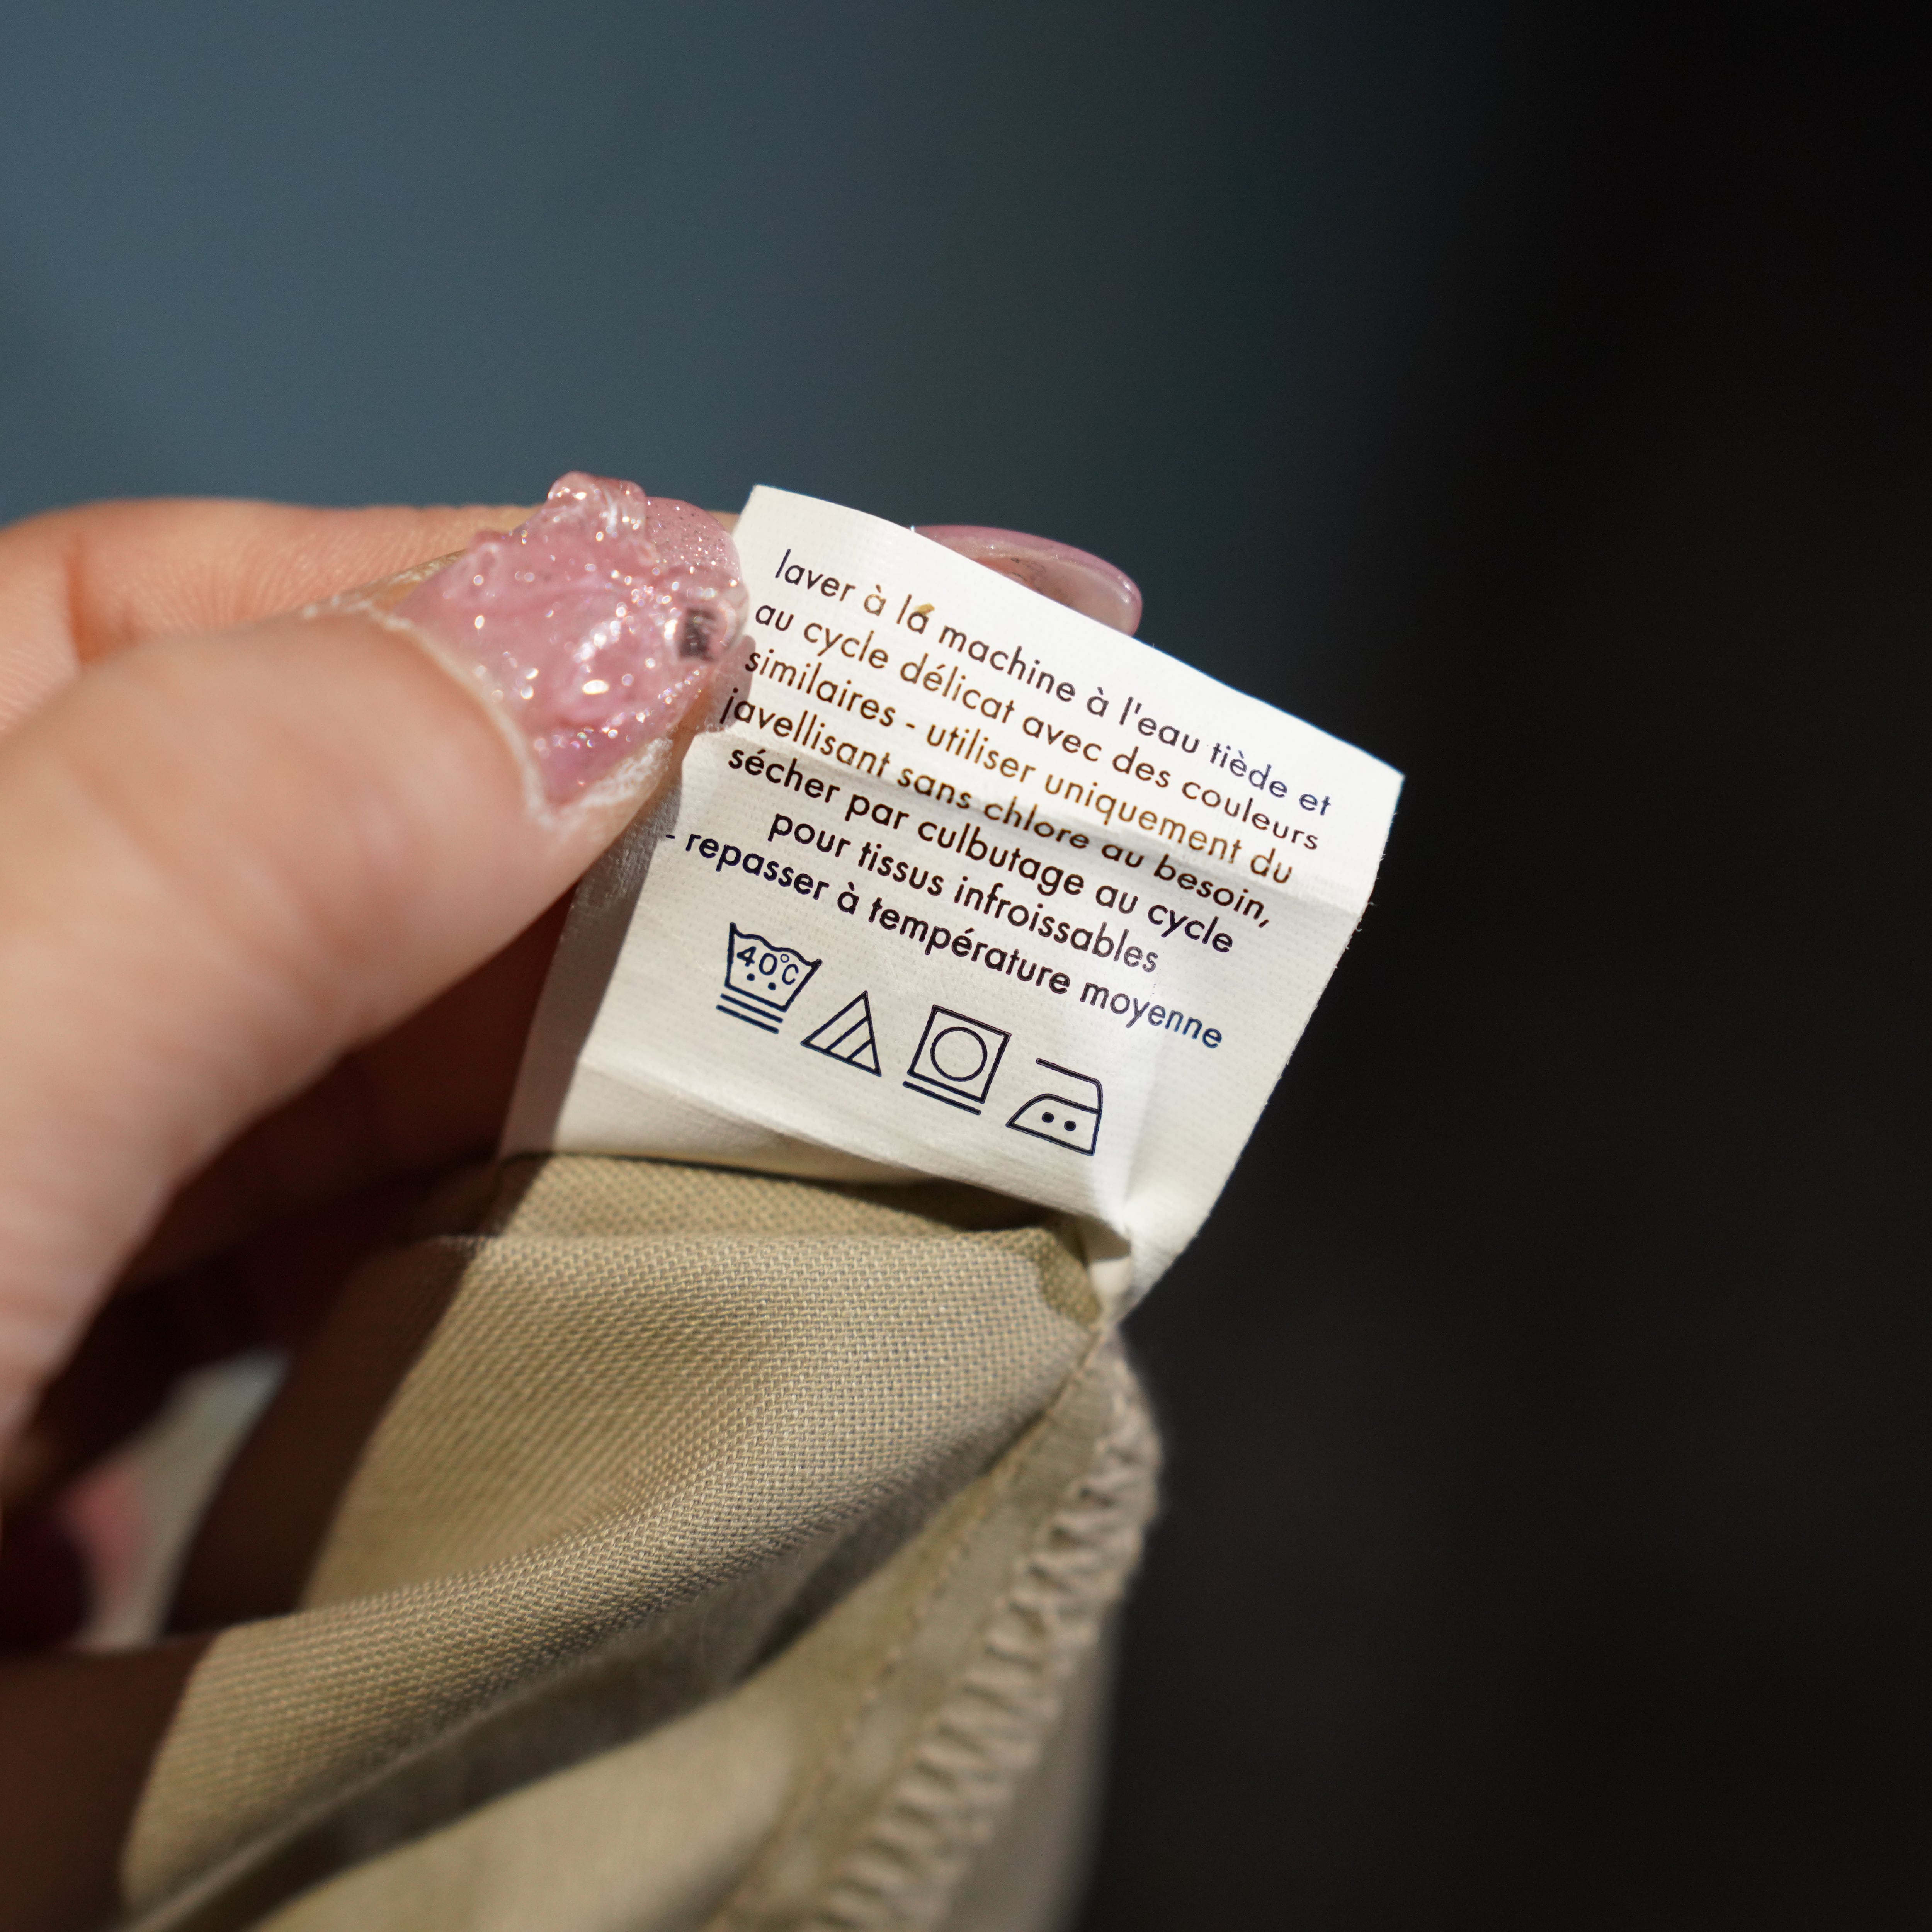 laver à la machine à l'eau tiède et
au cycle délicat avec des couleurs
similaires - utiliser uniquement du
javellisant sans chlore au besoin,
sécher par culbutage au cycle
pour tissus infroissables
- repasser à température moyenne
40°C